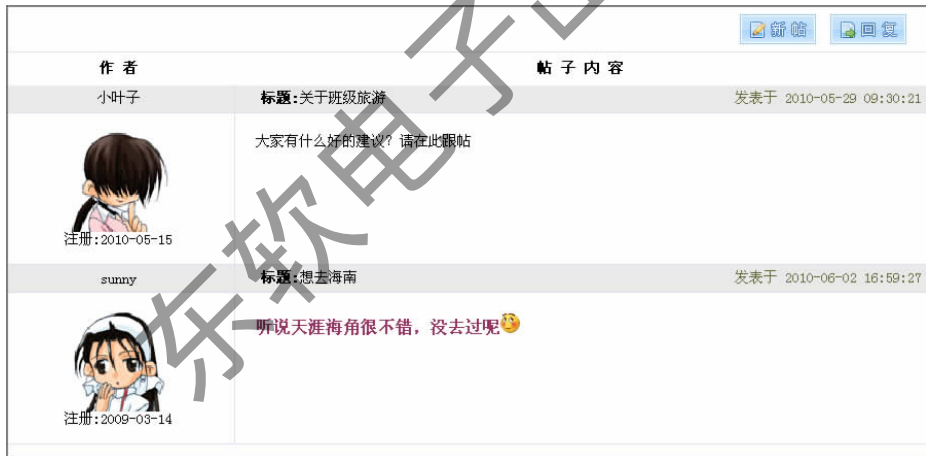 新 帖 回 复
作 者 帖 子 内 容
小叶子 标题:关于班级旅游 发表于 2010-05-29 09:30:21
大家有什么好的建议？请在此跟帖
注册:2010-05-15
sunny 标题:想去海南 发表于 2010-06-02 16:59:27
听说天涯海角很不错，没去过呢
注册:2009-03-14
东软电子